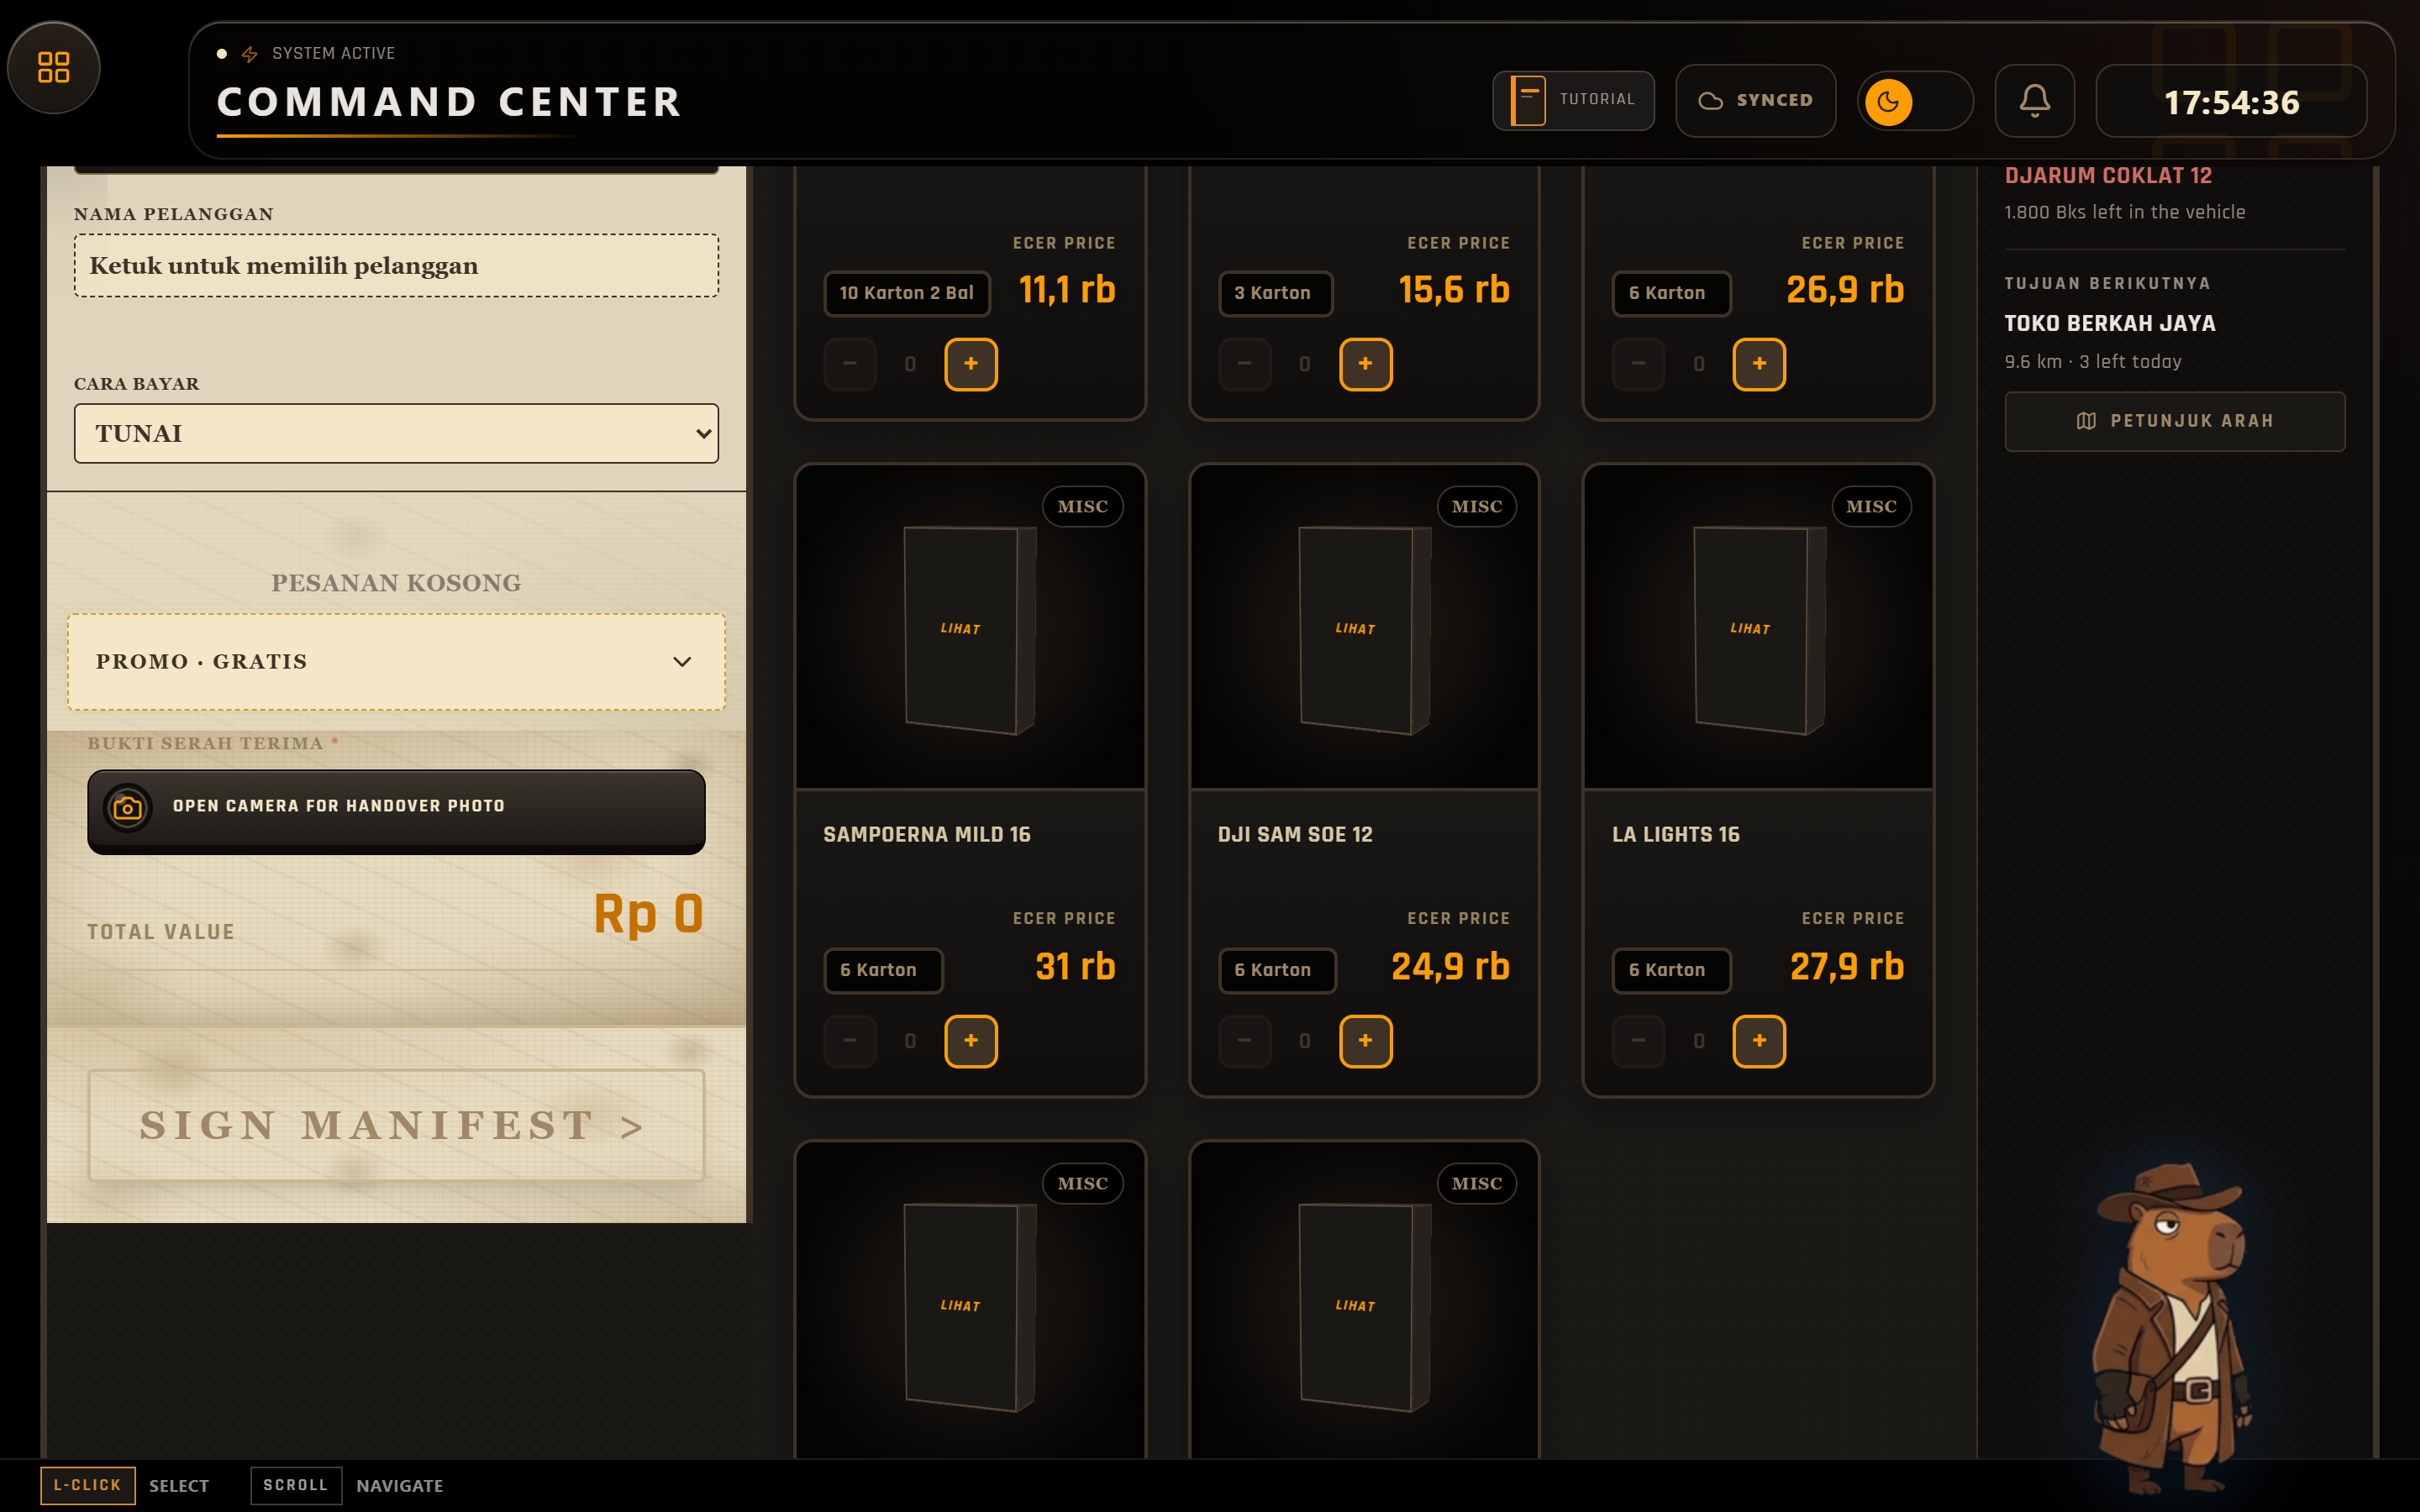 SYSTEM ACTIVE
COMMAND CENTER
TUTORIAL
SYNCED
17:54:36
NAMA PELANGGAN
Ketuk untuk memilih pelanggan
CARA BAYAR
TUNAI
PESANAN KOSONG
PROMO · GRATIS
BUKTI SERAH TERIMA *
OPEN CAMERA FOR HANDOVER PHOTO
TOTAL VALUE
Rp 0
SIGN MANIFEST >
ECER PRICE
10 Karton 2 Bal
11,1 rb
− 0 +
ECER PRICE
3 Karton
15,6 rb
− 0 +
ECER PRICE
6 Karton
26,9 rb
− 0 +
MISC
LIHAT
SAMPOERNA MILD 16
ECER PRICE
6 Karton
31 rb
− 0 +
MISC
LIHAT
DJI SAM SOE 12
ECER PRICE
6 Karton
24,9 rb
− 0 +
MISC
LIHAT
LA LIGHTS 16
ECER PRICE
6 Karton
27,9 rb
− 0 +
MISC
LIHAT
MISC
LIHAT
DJARUM COKLAT 12
1.800 Bks left in the vehicle
TUJUAN BERIKUTNYA
TOKO BERKAH JAYA
9.6 km · 3 left today
PETUNJUK ARAH
L-CLICK SELECT
SCROLL NAVIGATE